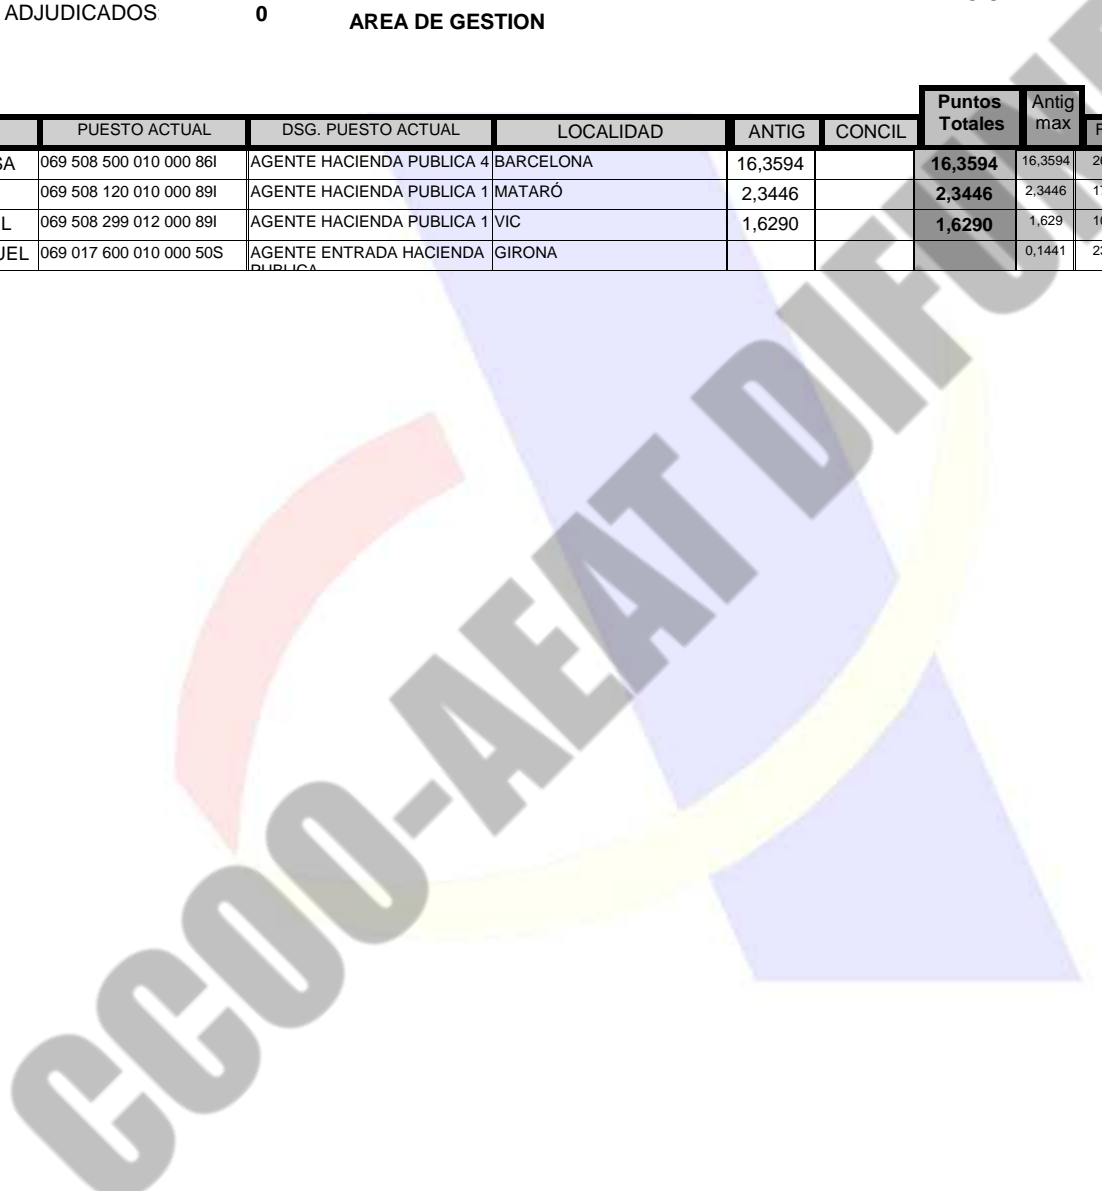 ADJUDICADOS: 0 AREA DE GESTION
PUESTO ACTUAL DSG. PUESTO ACTUAL LOCALIDAD ANTIG CONCIL Puntos Totales Antig max
SA 069 508 500 010 000 86I AGENTE HACIENDA PUBLICA 4 BARCELONA 16,3594 16,3594 16,3594
069 508 120 010 000 89I AGENTE HACIENDA PUBLICA 1 MATARÓ 2,3446 2,3446 2,3446
L 069 508 299 012 000 89I AGENTE HACIENDA PUBLICA 1 VIC 1,6290 1,6290 1,629
UEL 069 017 600 010 000 50S AGENTE ENTRADA HACIENDA GIRONA 0,1441
PUBLICA
CCOO-AEAT DIFUN